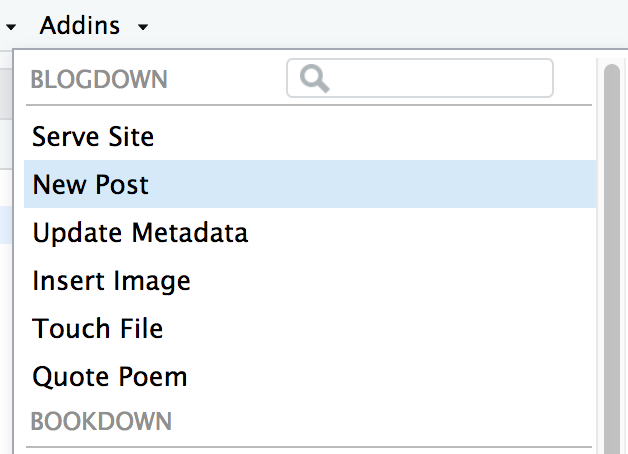 Addins
BLOGDOWN
Serve Site
New Post
Update Metadata
Insert Image
Touch File
Quote Poem
BOOKDOWN